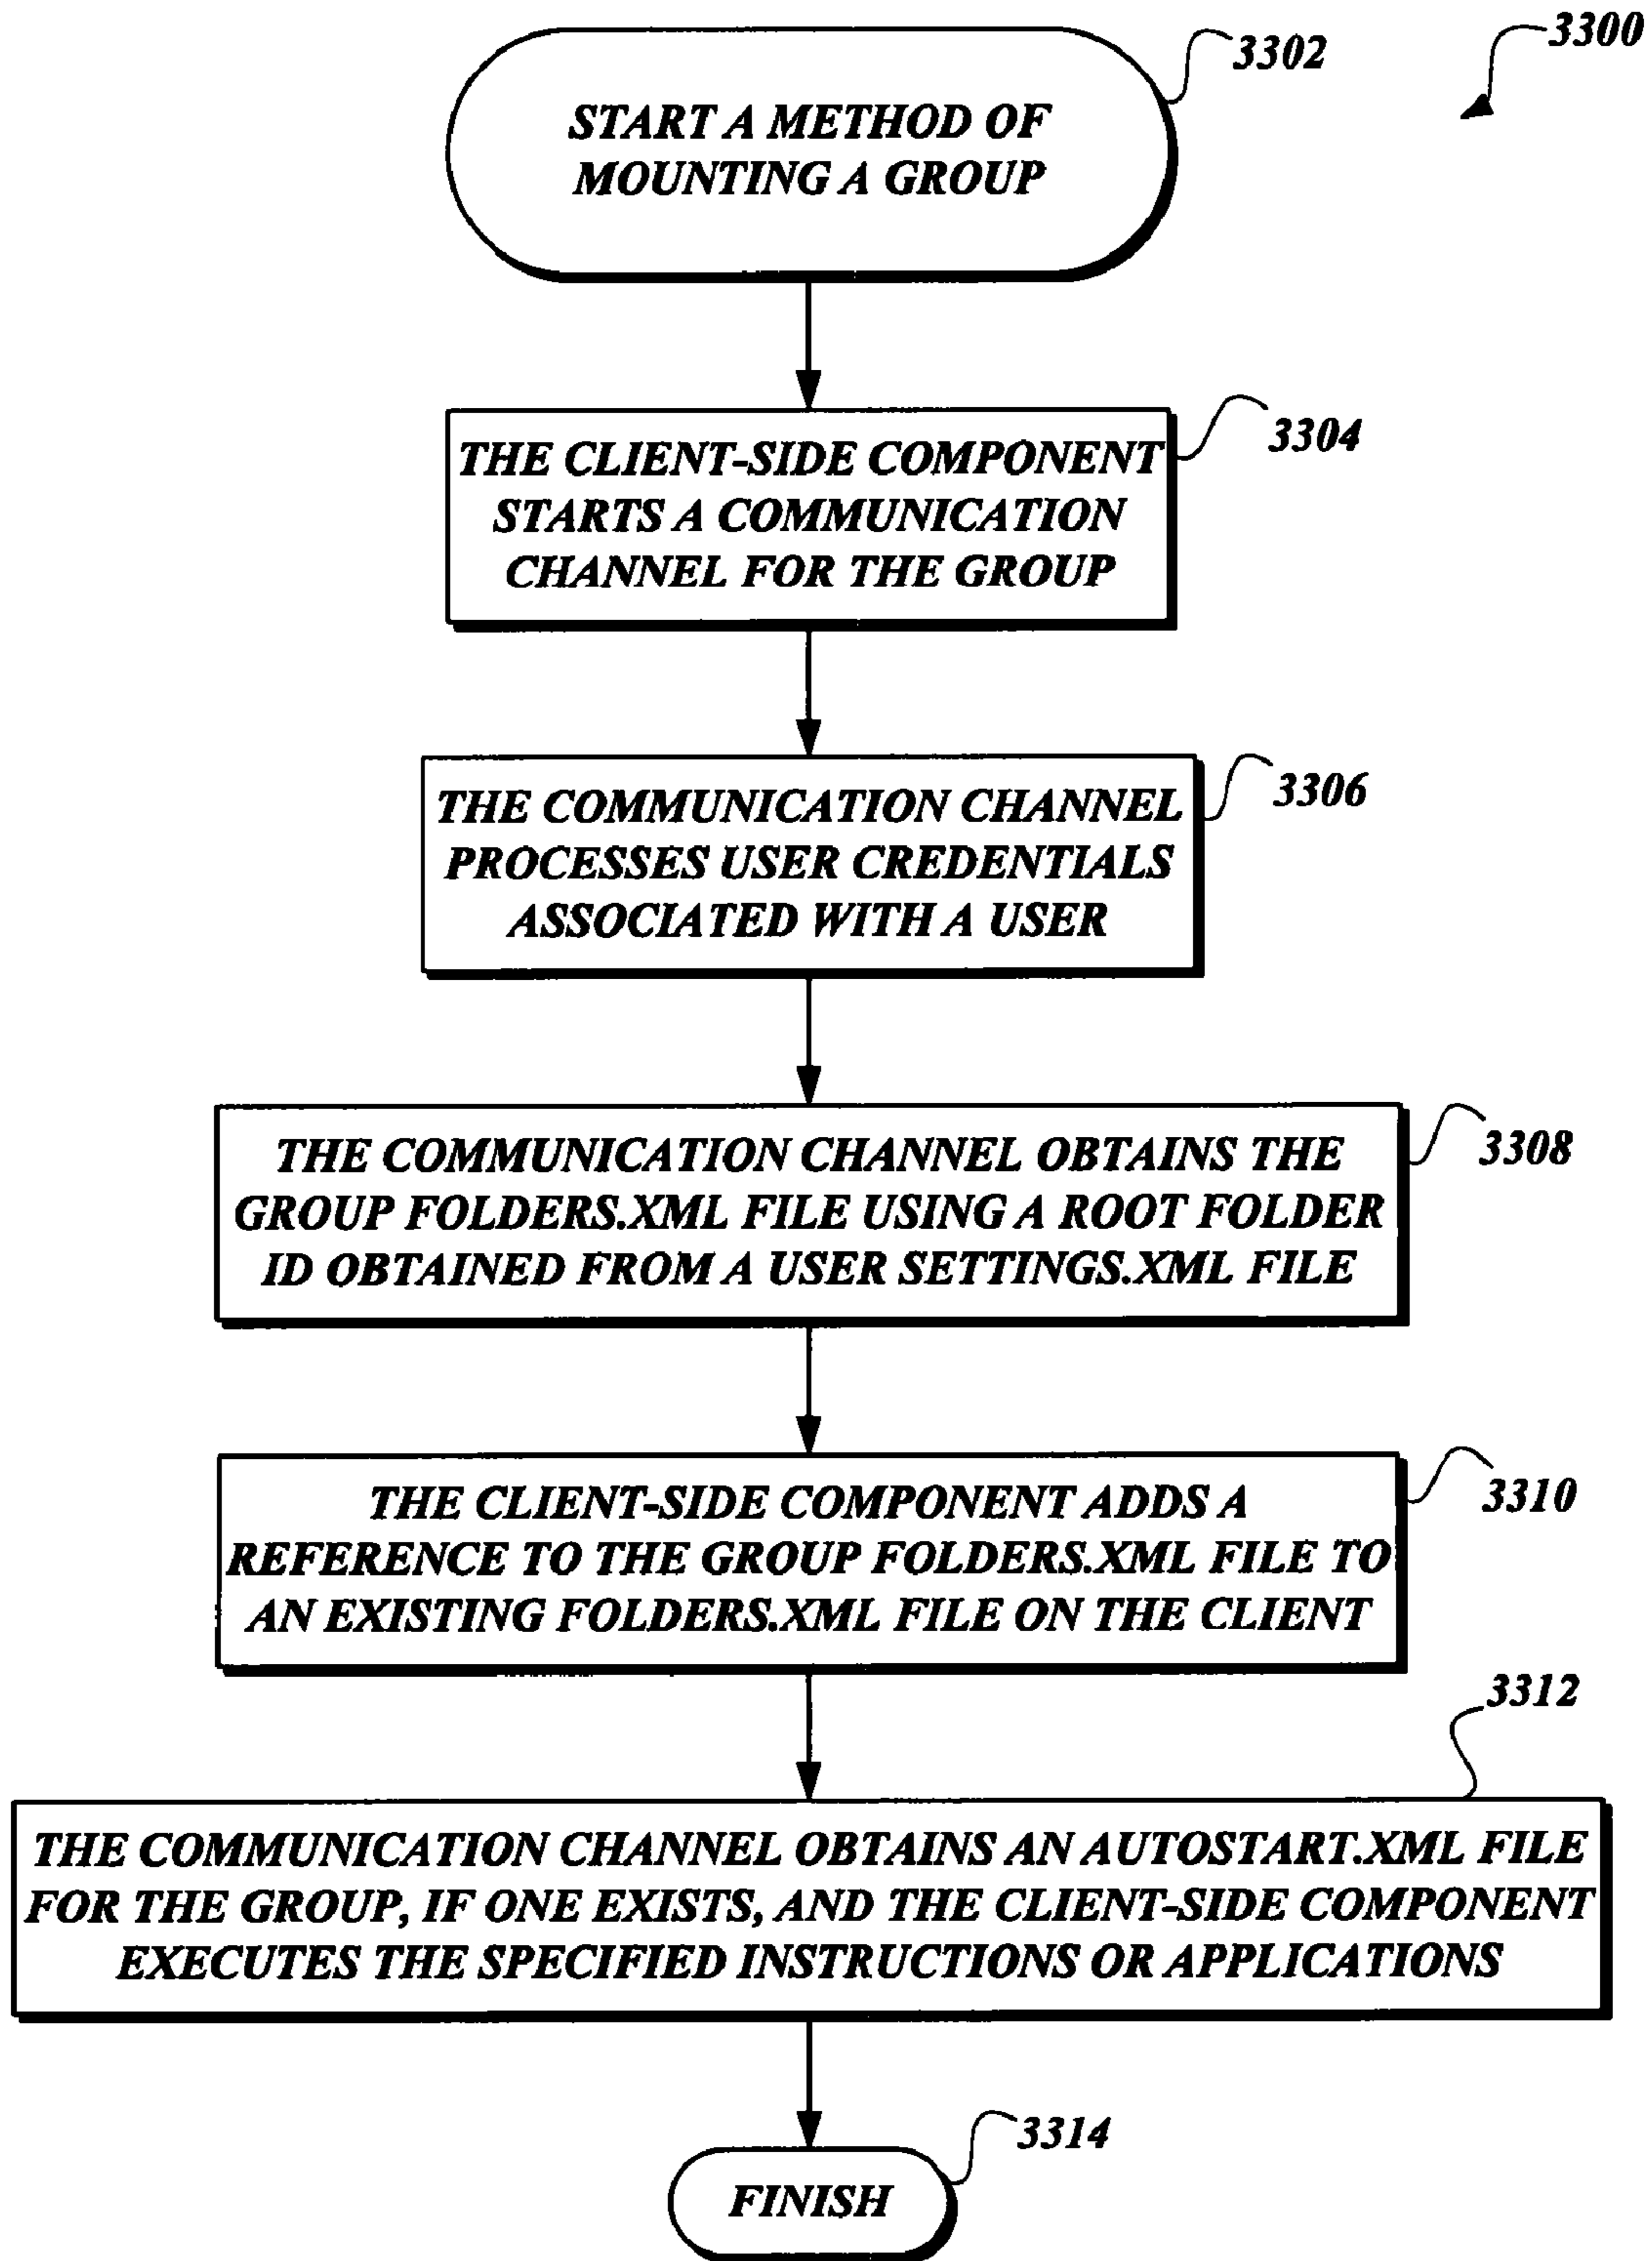 3300
3302
START A METHOD OF
MOUNTING A GROUP
3304
THE CLIENT-SIDE COMPONENT
STARTS A COMMUNICATION
CHANNEL FOR THE GROUP
3306
THE COMMUNICATION CHANNEL
PROCESSES USER CREDENTIALS
ASSOCIATED WITH A USER
3308
THE COMMUNICATION CHANNEL OBTAINS THE
GROUP FOLDERS.XML FILE USING A ROOT FOLDER
ID OBTAINED FROM A USER SETTINGS.XML FILE
3310
THE CLIENT-SIDE COMPONENT ADDS A
REFERENCE TO THE GROUP FOLDERS.XML FILE TO
AN EXISTING FOLDERS.XML FILE ON THE CLIENT
3312
THE COMMUNICATION CHANNEL OBTAINS AN AUTOSTART.XML FILE
FOR THE GROUP, IF ONE EXISTS, AND THE CLIENT-SIDE COMPONENT
EXECUTES THE SPECIFIED INSTRUCTIONS OR APPLICATIONS
3314
FINISH